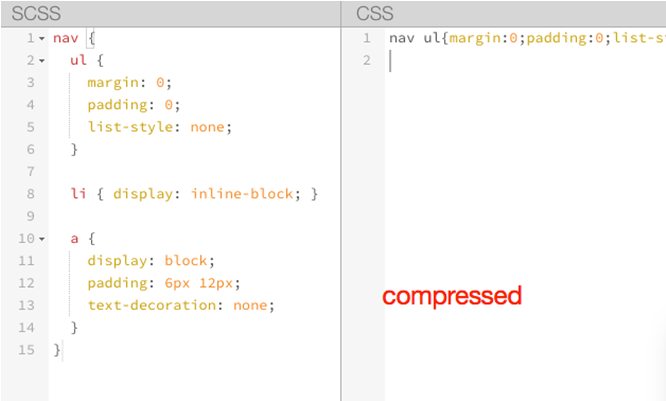 SCSS
1 nav {
2 ul {
3 margin: 0;
4 padding: 0;
5 list-style: none;
6 }
7
8 li { display: inline-block; }
9
10 a {
11 display: block;
12 padding: 6px 12px;
13 text-decoration: none;
14 }
15 }
CSS
1 nav ul{margin:0;padding:0;list-s
2
compressed